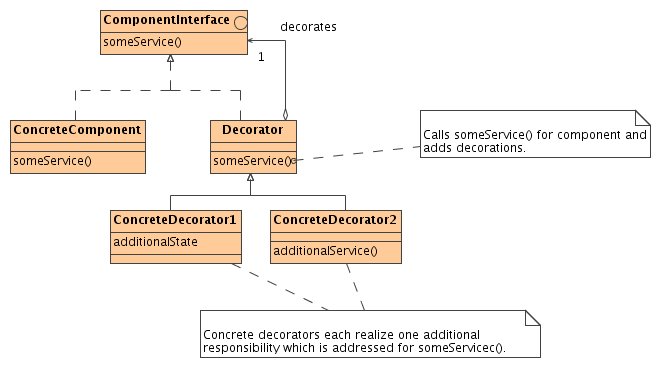 ComponentInterface
someService()
decorates
1
ConcreteComponent
someService()
Decorator
someService()
Calls someService() for component and
adds decorations.
ConcreteDecorator1
additionalState
ConcreteDecorator2
additionalService()
Concrete decorators each realize one additional
responsibility which is addressed for someServicec().